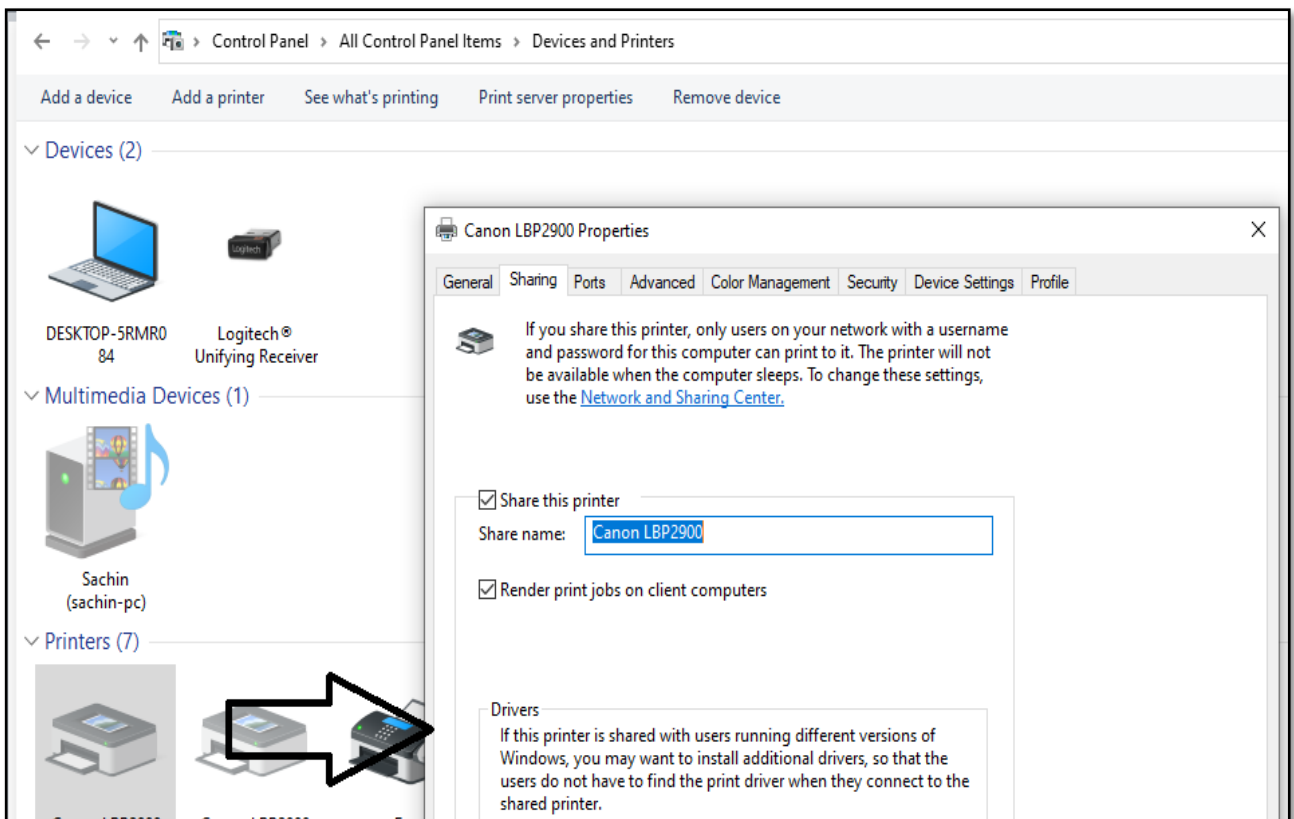 Control Panel > All Control Panel Items > Devices and Printers
Add a device Add a printer See what's printing Print server properties Remove device
Devices (2)
Logitech
DESKTOP-5RMR0
84
Logitech®
Unifying Receiver
Multimedia Devices (1)
Sachin
(sachin-pc)
Printers (7)
Canon LBP2900 Properties
General Sharing Ports Advanced Color Management Security Device Settings Profile
If you share this printer, only users on your network with a username
and password for this computer can print to it. The printer will not
be available when the computer sleeps. To change these settings,
use the Network and Sharing Center.
Share this printer
Share name: Canon LBP2900
Render print jobs on client computers
Drivers
If this printer is shared with users running different versions of
Windows, you may want to install additional drivers, so that the
users do not have to find the print driver when they connect to the
shared printer.